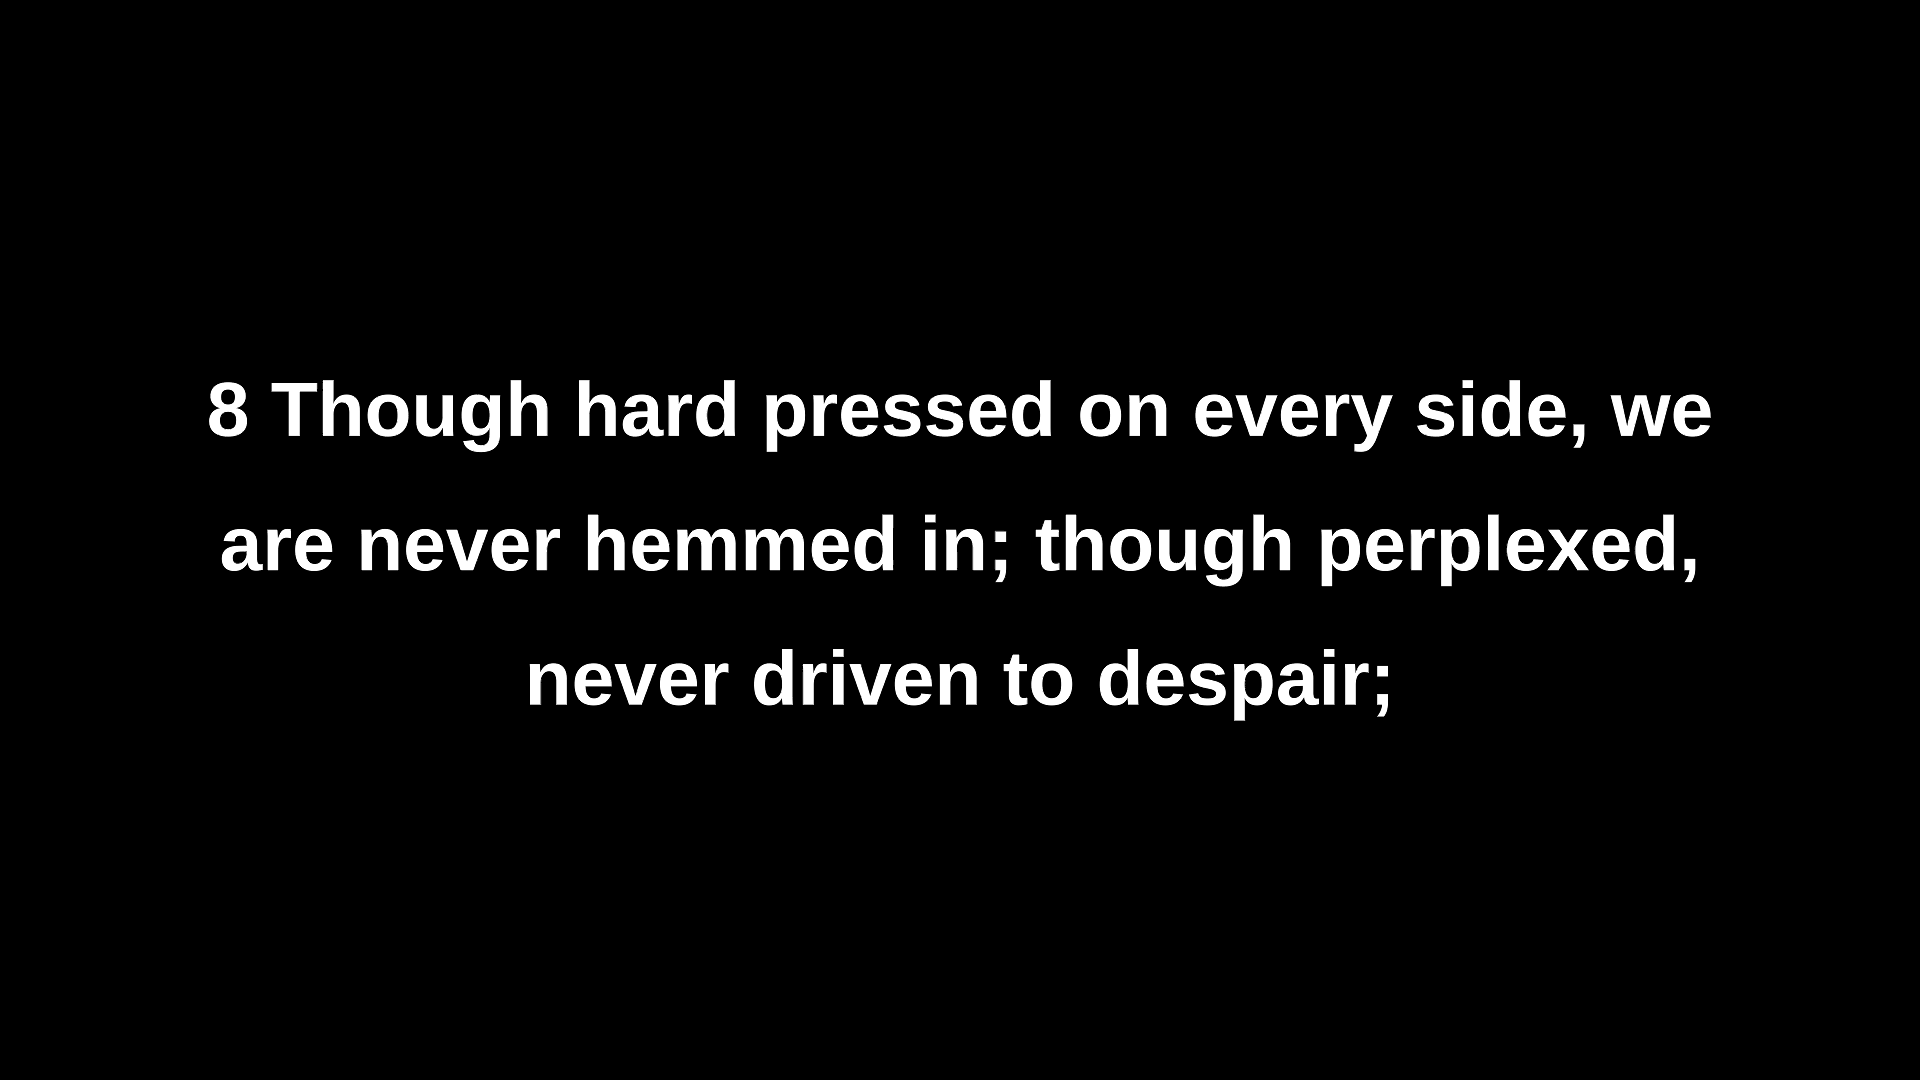 8 Though hard pressed on every side, we
are never hemmed in; though perplexed,
never driven to despair;